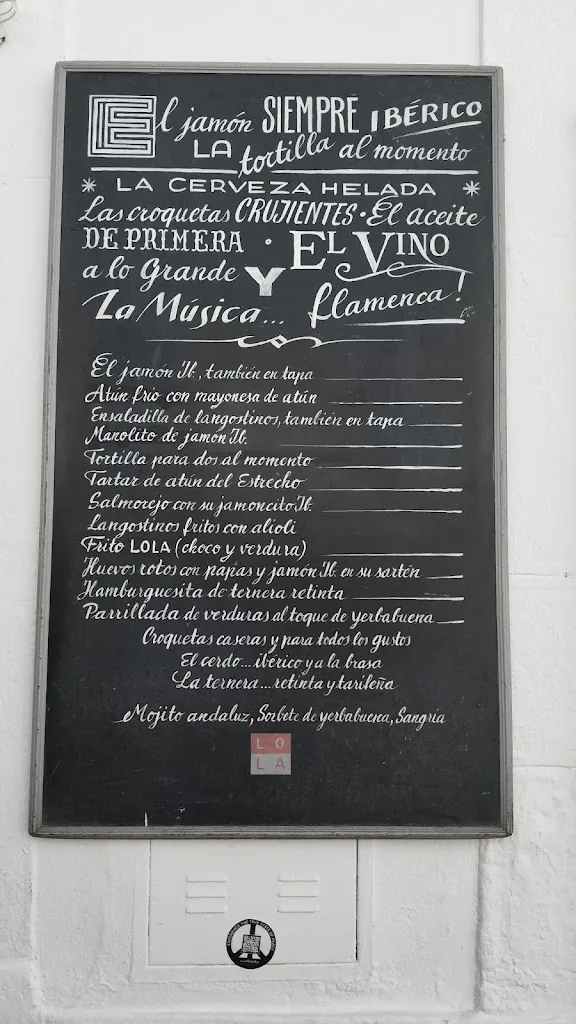 El jamón SIEMPRE IBÉRICO
LA tortilla al momento
* LA CERVEZA HELADA *
Las croquetas CRUJIENTES · El aceite
DE PRIMERA · EL VINO
a lo Grande Y
La Música... flamenca!
El jamón Ib., también en tapa
Atún frio con mayonesa de atún
Ensaladilla de langostinos, también en tapa
Manolito de jamón Ib.
Tortilla para dos al momento
Tartar de atún del Estrecho
Salmorejo con su jamoncito Ib.
Langostinos fritos con alioli
Frito LOLA (choco y verdura)
Huevos rotos con papas y jamón Ib. en su sartén
Hamburguesita de ternera retinta
Parrillada de verduras al toque de yerbabuena
Croquetas caseras y para todos los gustos
El cerdo... ibérico y a la brasa
La ternera... retinta y tarifeña
Mojito andaluz, Sorbete de yerbabuena, Sangría
LO
LA